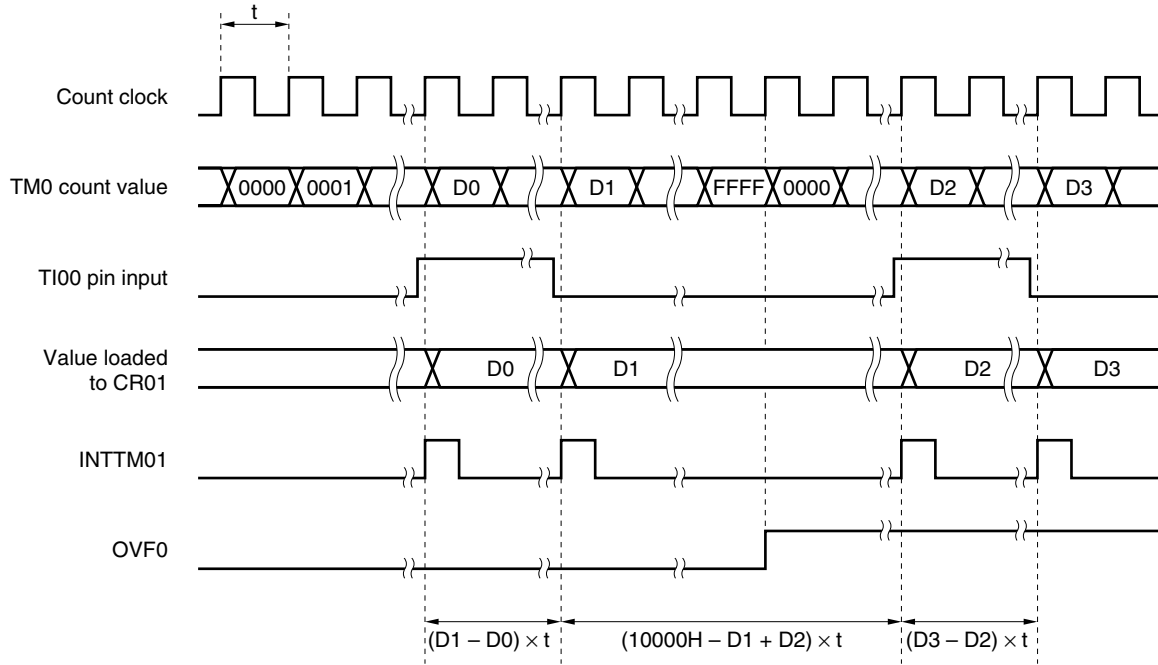 t
Count clock
TM0 count value
0000 0001 D0 D1 FFFF 0000 D2 D3
TI00 pin input
Value loaded
to CR01
D0 D1 D2 D3
INTTM01
OVF0
(D1 – D0) × t (10000H – D1 + D2) × t (D3 – D2) × t